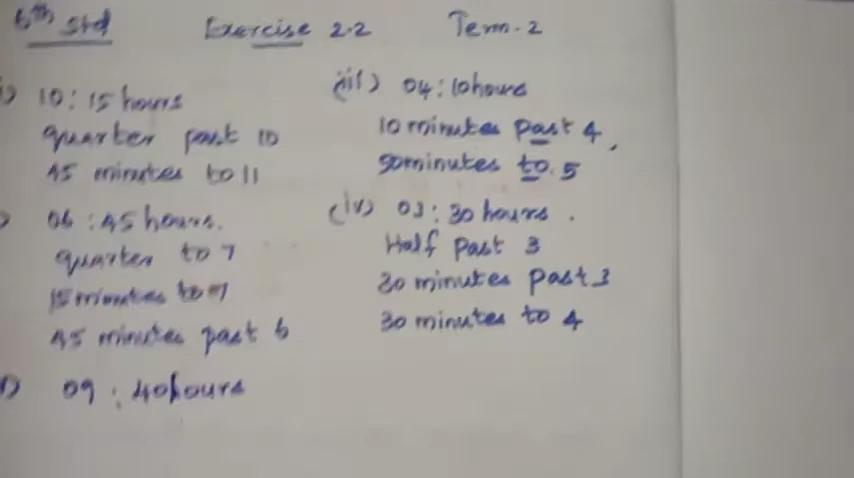 6th std Exercise 2.2 Term-2
) 10:15 hours
quarter past 10
45 minutes to 11
) 06:45 hours.
quarter to 7
15 minutes to 7
45 minutes past 6
) 09:40 hours
(iii) 04:10 hours
10 minutes past 4,
50 minutes to 5
(iv) 03:30 hours.
Half past 3
30 minutes past 3
30 minutes to 4